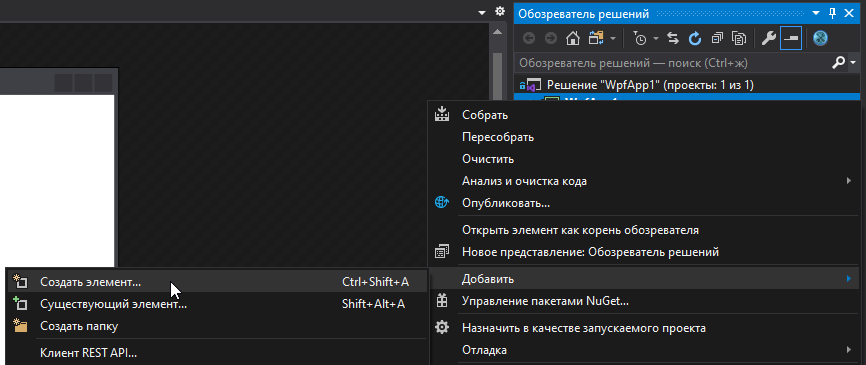 Обозреватель решений
Обозреватель решений — поиск (Ctrl+ж)
Решение "WpfApp1" (проекты: 1 из 1)
Собрать
Пересобрать
Очистить
Анализ и очистка кода
Опубликовать...
Открыть элемент как корень обозревателя
Новое представление: Обозреватель решений
Добавить
Управление пакетами NuGet...
Назначить в качестве запускаемого проекта
Отладка
Создать элемент... Ctrl+Shift+A
Существующий элемент... Shift+Alt+A
Создать папку
Клиент REST API...